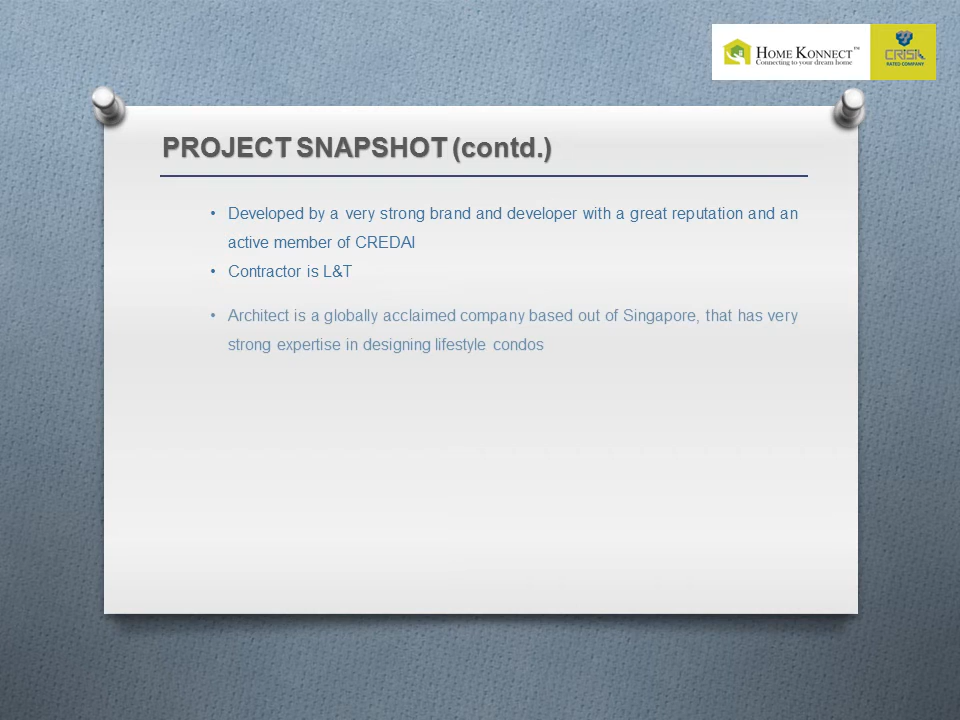 HOME KONNECT™
Connecting to your dream home
CRISIL
RATED COMPANY
PROJECT SNAPSHOT (contd.)
• Developed by a very strong brand and developer with a great reputation and an
active member of CREDAI
• Contractor is L&T
• Architect is a globally acclaimed company based out of Singapore, that has very
strong expertise in designing lifestyle condos